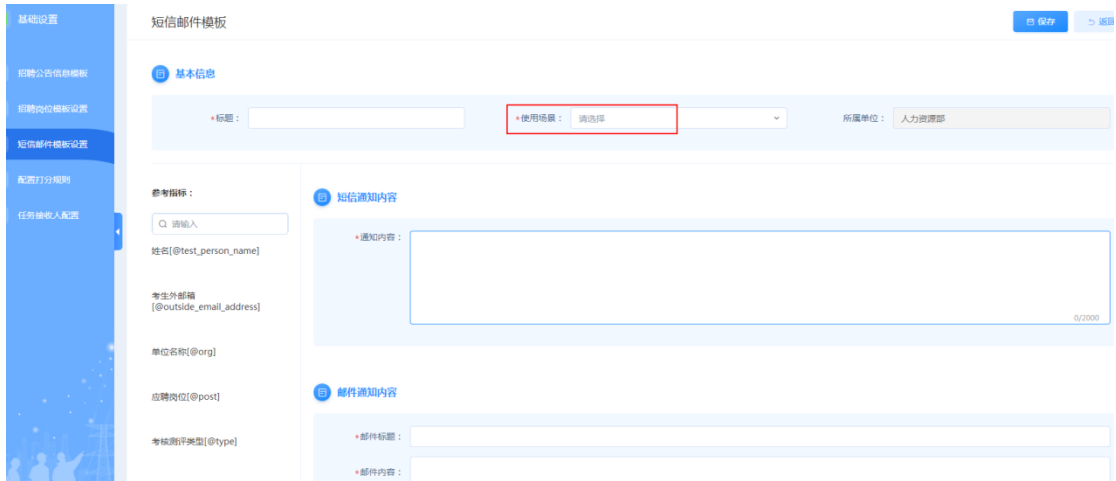 基础设置
招聘公告信息模板
招聘岗位模板设置
短信邮件模板设置
配置打分规则
任务接收人配置
短信邮件模板
保存
返回
基本信息
*标题：
*使用场景： 请选择
所属单位： 人力资源部
参考指标：
请输入
姓名[@test_person_name]
考生外邮箱
[@outside_email_address]
单位名称[@org]
应聘岗位[@post]
考核测评类型[@type]
短信通知内容
*通知内容：
0/2000
邮件通知内容
*邮件标题：
*邮件内容：